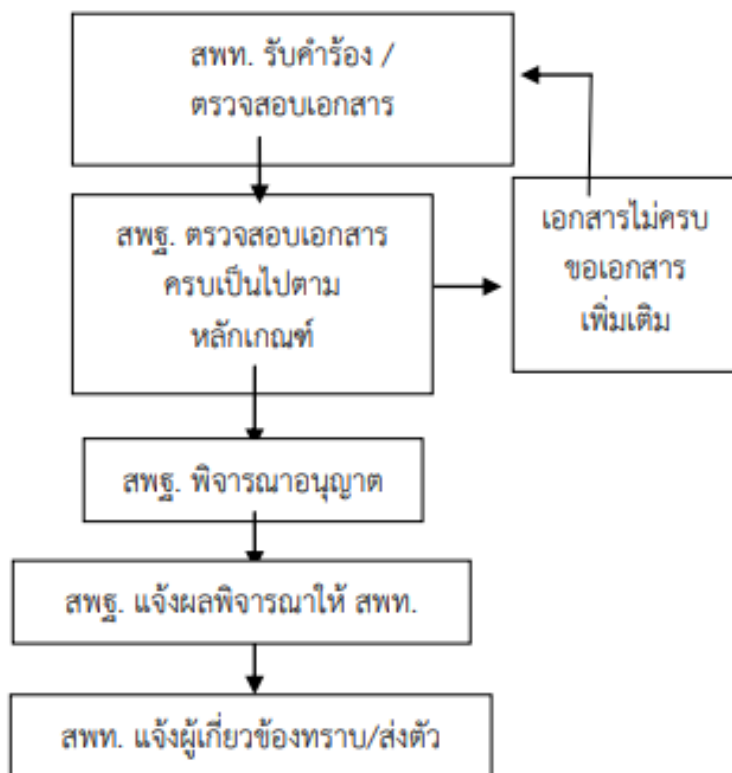 สพท. รับคำร้อง /
ตรวจสอบเอกสาร
สพฐ. ตรวจสอบเอกสาร
ครบเป็นไปตาม
หลักเกณฑ์
เอกสารไม่ครบ
ขอเอกสาร
เพิ่มเติม
สพฐ. พิจารณาอนุญาต
สพฐ. แจ้งผลพิจารณาให้ สพท.
สพท. แจ้งผู้เกี่ยวข้องทราบ/ส่งตัว